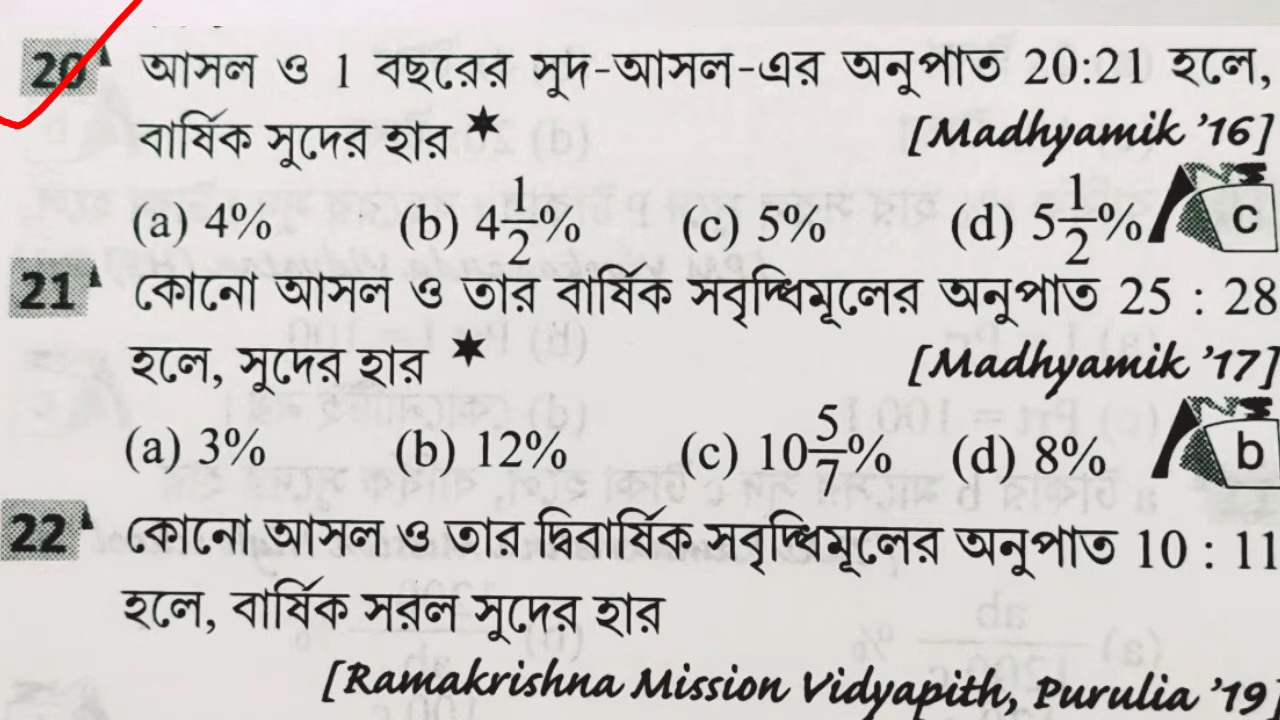 20 আসল ও 1 বছরের সুদ-আসল-এর অনুপাত 20:21 হলে,
বার্ষিক সুদের হার ★ [Madhyamik ’16]
(a) 4% (b) 4 1/2% (c) 5% (d) 5 1/2% c
21 কোনো আসল ও তার বার্ষিক সবৃদ্ধিমূলের অনুপাত 25 : 28
হলে, সুদের হার ★ [Madhyamik ’17]
(a) 3% (b) 12% (c) 10 5/7% (d) 8% b
22 কোনো আসল ও তার দ্বিবার্ষিক সবৃদ্ধিমূলের অনুপাত 10 : 11
হলে, বার্ষিক সরল সুদের হার
[Ramakrishna Mission Vidyapith, Purulia ’19]